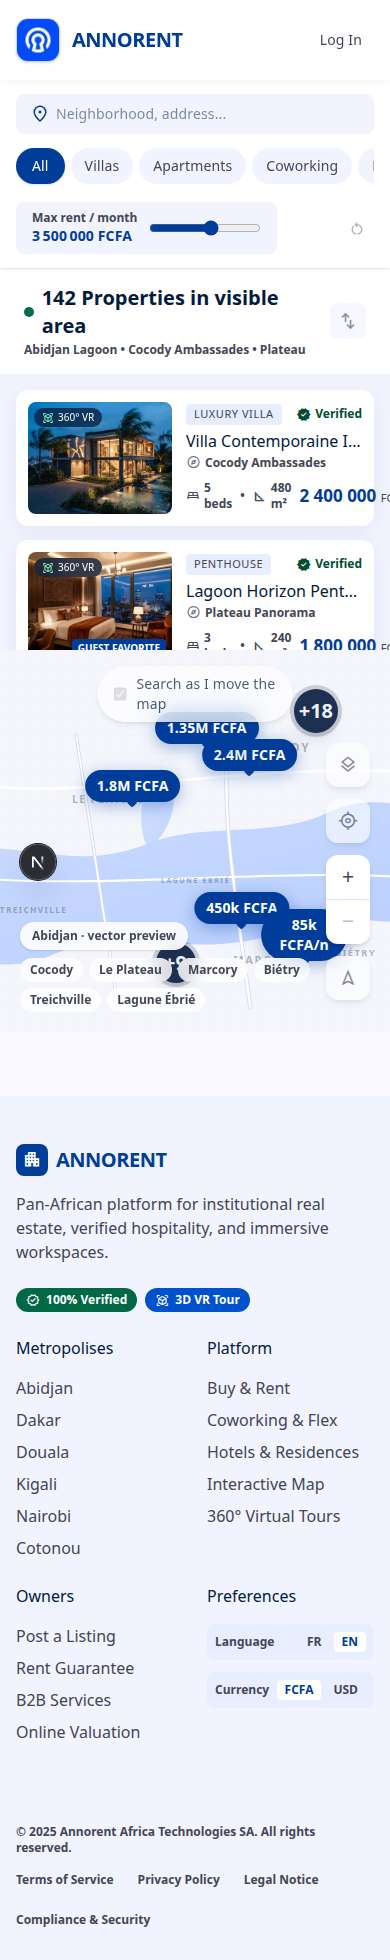 ANNORENT
Log In
Neighborhood, address...
All
Villas
Apartments
Coworking
Max rent / month
3 500 000 FCFA
142 Properties in visible
area
Abidjan Lagoon • Cocody Ambassades • Plateau
360° VR
LUXURY VILLA
Verified
Villa Contemporaine I...
Cocody Ambassades
5
beds
•
480
m²
2 400 000
360° VR
GUEST FAVORITE
PENTHOUSE
Verified
Lagoon Horizon Pent...
Plateau Panorama
3
240
1 800 000
Search as I move the
map
+18
1.35M FCFA
2.4M FCFA
1.8M FCFA
N
LAGUNE ÉBRIÉ
TREICHVILLE
450k FCFA
85k
FCFA/n
+
−
Abidjan · vector preview
Cocody
Le Plateau
Marcory
Biétry
Treichville
Lagune Ébrié
ANNORENT
Pan-African platform for institutional real
estate, verified hospitality, and immersive
workspaces.
100% Verified
3D VR Tour
Metropolises
Abidjan
Dakar
Douala
Kigali
Nairobi
Cotonou
Platform
Buy & Rent
Coworking & Flex
Hotels & Residences
Interactive Map
360° Virtual Tours
Owners
Post a Listing
Rent Guarantee
B2B Services
Online Valuation
Preferences
Language
FR
EN
Currency
FCFA
USD
© 2025 Annorent Africa Technologies SA. All rights
reserved.
Terms of Service
Privacy Policy
Legal Notice
Compliance & Security